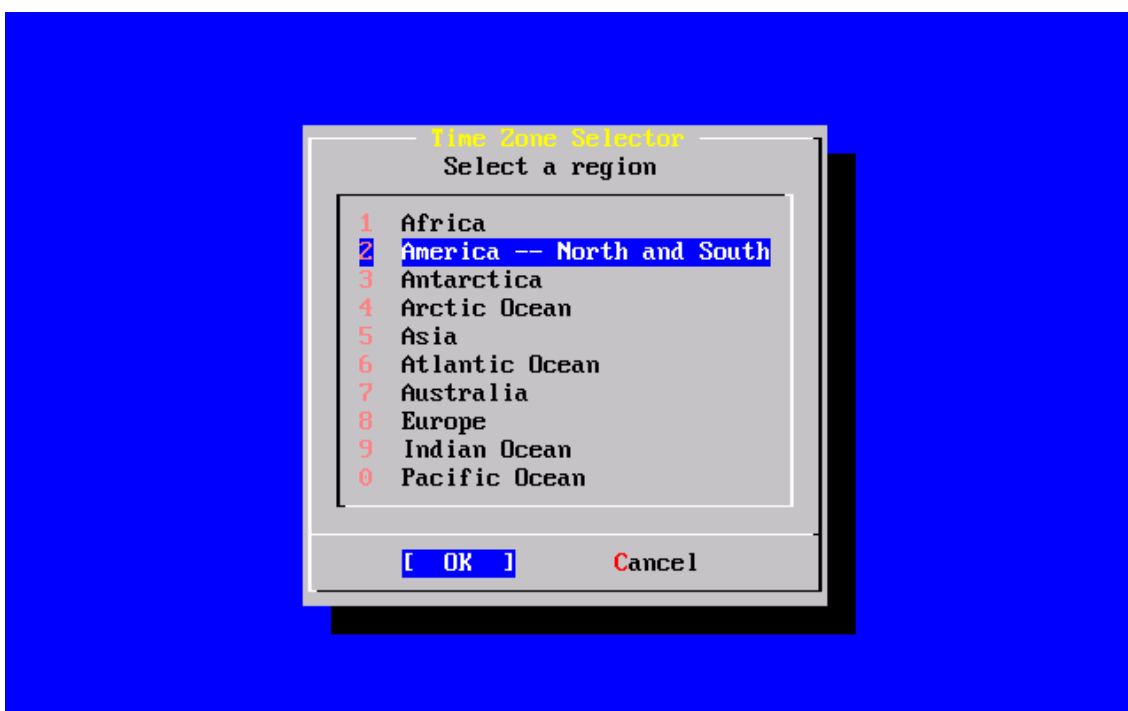 Time Zone Selector
Select a region
1 Africa
2 America -- North and South
3 Antarctica
4 Arctic Ocean
5 Asia
6 Atlantic Ocean
7 Australia
8 Europe
9 Indian Ocean
0 Pacific Ocean
[ OK ] Cancel